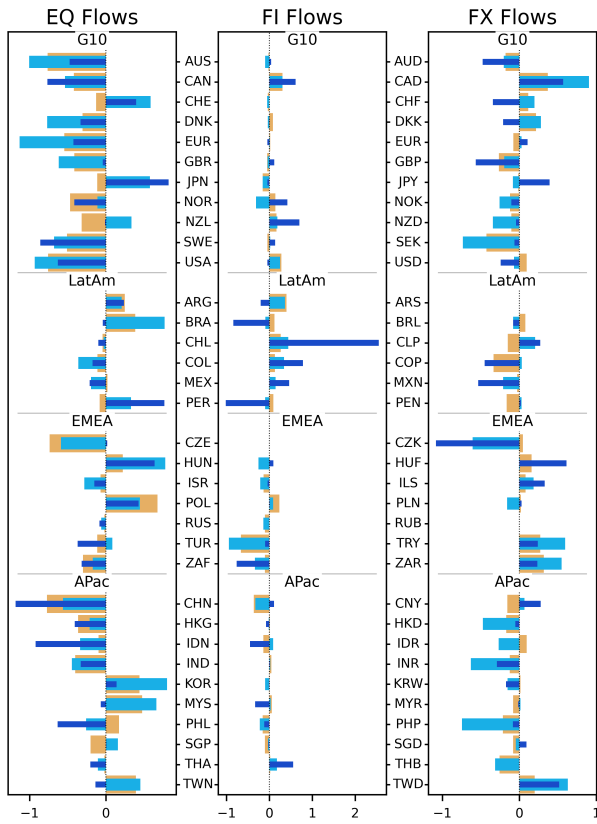 EQ Flows FI Flows FX Flows
G10 G10 G10
AUS AUD
CAN CAD
CHE CHF
DNK DKK
EUR EUR
GBR GBP
JPN JPY
NOR NOK
NZL NZD
SWE SEK
USA USD
LatAm LatAm LatAm
ARG ARS
BRA BRL
CHL CLP
COL COP
MEX MXN
PER PEN
EMEA EMEA EMEA
CZE CZK
HUN HUF
ISR ILS
POL PLN
RUS RUB
TUR TRY
ZAF ZAR
APac APac APac
CHN CNY
HKG HKD
IDN IDR
IND INR
KOR KRW
MYS MYR
PHL PHP
SGP SGD
THA THB
TWN TWD
−1 0 −1 0 1 2 −1 0 1